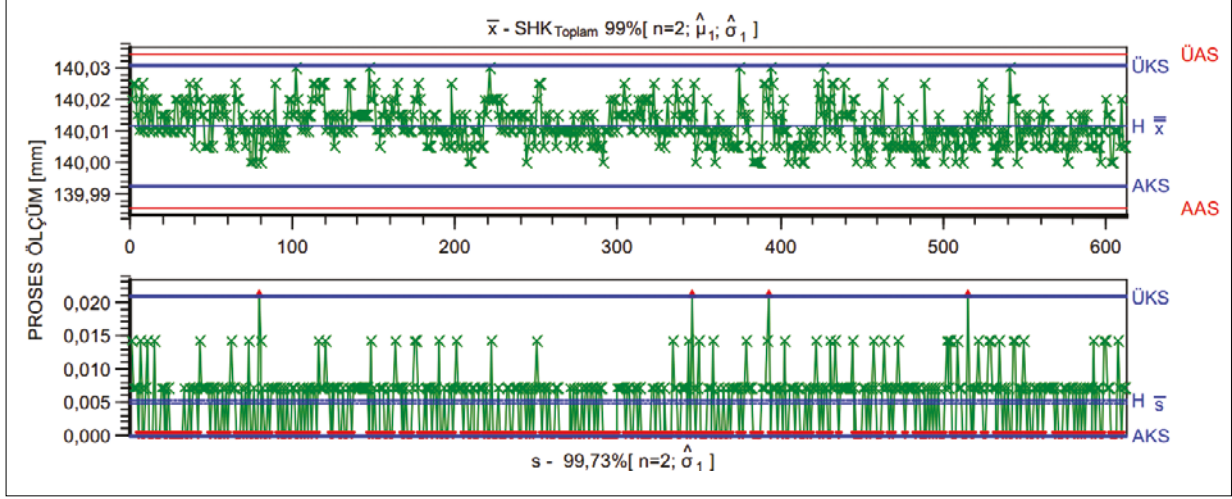 x̿ - SHK Toplam 99%[ n=2; μ̂₁; σ̂₁ ]
PROSES ÖLÇÜM [mm]
140,03
140,02
140,01
140,00
139,99
ÜAS
ÜKS
H x̿
AKS
AAS
0 100 200 300 400 500 600
0,020
0,015
0,010
0,005
0,000
ÜKS
H s̅
AKS
s - 99,73%[ n=2; σ̂₁ ]